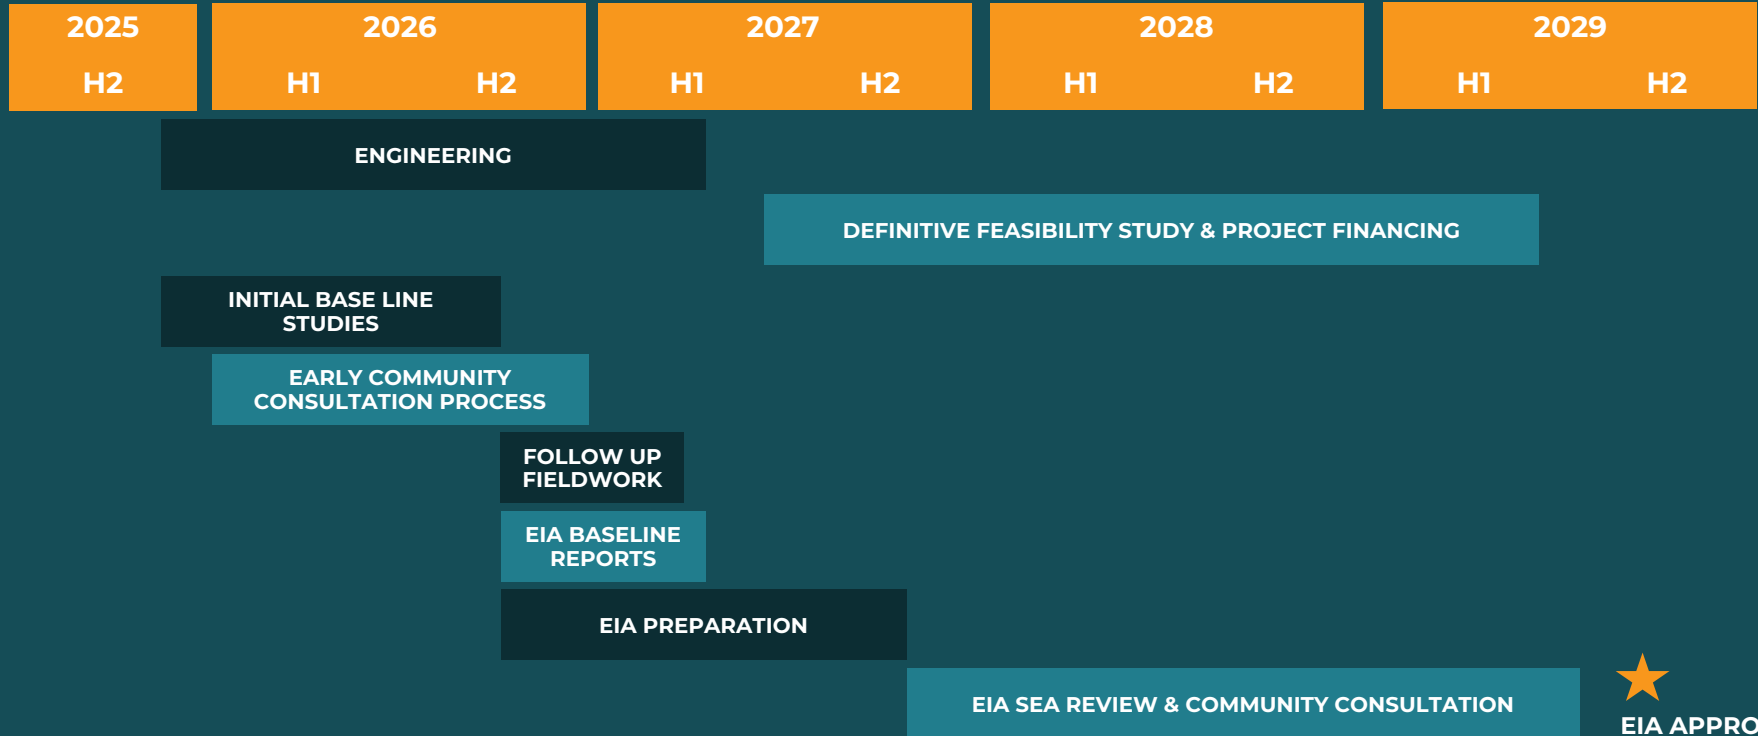 2025
2026
2027
2028
2029
H2
H1
H2
H1
H2
H1
H2
H1
H2
ENGINEERING
DEFINITIVE FEASIBILITY STUDY & PROJECT FINANCING
INITIAL BASE LINE
STUDIES
EARLY COMMUNITY
CONSULTATION PROCESS
FOLLOW UP
FIELDWORK
EIA BASELINE
REPORTS
EIA PREPARATION
EIA SEA REVIEW & COMMUNITY CONSULTATION
EIA APPRO